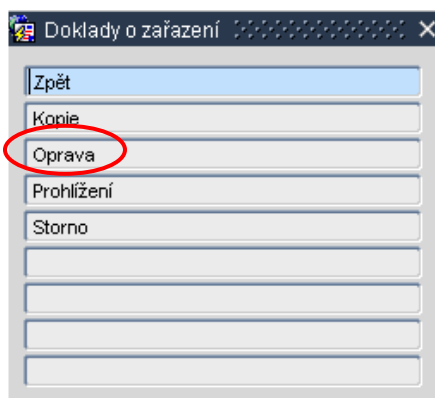 Doklady o zařazení
Zpět
Kopie
Oprava
Prohlížení
Storno